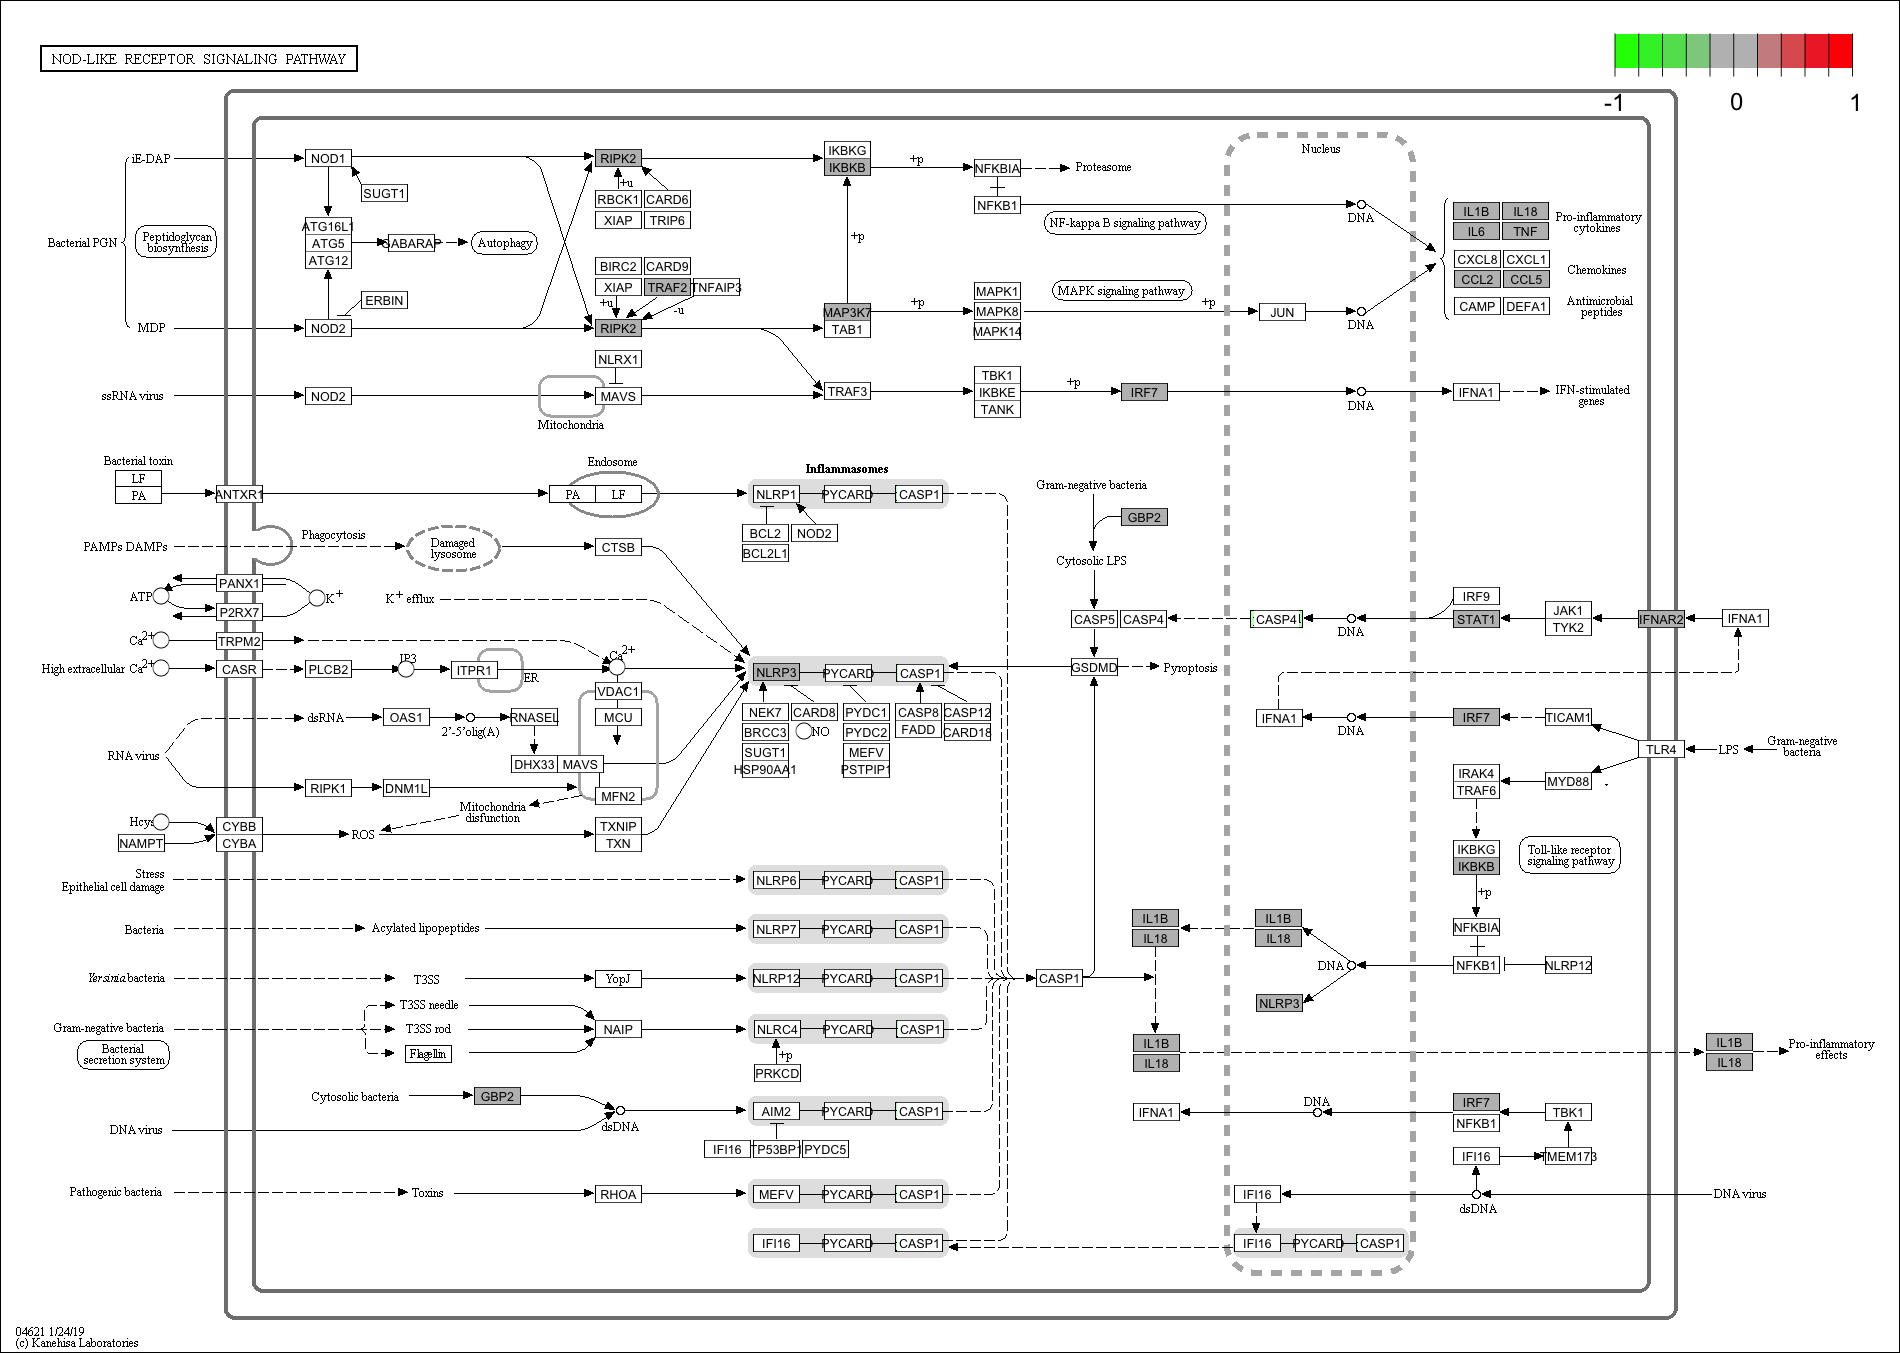 NOD-LIKE RECEPTOR SIGNALING PATHWAY
-1 0 1
iE-DAP
NOD1
SUGT1
RIPK2
+u
RBCK1 CARD6
XIAP TRIP6
IKBKG
IKBKB
+p
NFKBIA
Proteasome
NFKB1
Nucleus
DNA
NF-kappa B signaling pathway
IL1B IL18
IL6 TNF
Pro-inflammatory
cytokines
CXCL8 CXCL1
CCL2 CCL5
Chemokines
CAMP DEFA1
Antimicrobial
peptides
Bacterial PGN
Peptidoglycan
biosynthesis
ATG16L1
ATG5
ATG12
GABARAP
Autophagy
ERBIN
BIRC2 CARD9
XIAP TRAF2 TNFAIP3
+u
-u
+p
MDP
NOD2
RIPK2
MAP3K7
TAB1
+p
MAPK1
MAPK8
MAPK14
MAPK signaling pathway
+p
JUN
DNA
NLRX1
ssRNA virus
NOD2
MAVS
Mitochondria
TRAF3
TBK1
IKBKE
TANK
+p
IRF7
DNA
IFNA1
IFN-stimulated
genes
Bacterial toxin
LF
PA
ANTXR1
Endosome
PA LF
Inflammasomes
NLRP1 PYCARD CASP1
BCL2 NOD2
BCL2L1
Gram-negative bacteria
GBP2
Cytosolic LPS
PAMPs DAMPs
Phagocytosis
Damaged
lysosome
CTSB
ATP
PANX1
P2RX7
K+
K+ efflux
CASP5 CASP4
CASP4
DNA
IRF9
STAT1
JAK1
TYK2
IFNAR2
IFNA1
Ca2+
TRPM2
High extracellular Ca2+
CASR
PLCB2
IP3
ITPR1
ER
Ca2+
VDAC1
MCU
NLRP3 PYCARD CASP1
GSDMD
Pyroptosis
NEK7 CARD8 PYDC1 CASP8 CASP12
BRCC3 NO PYDC2 FADD CARD18
SUGT1 MEFV
HSP90AA1 PSTPIP1
RNA virus
dsRNA
OAS1
2'-5'olig(A)
RNASEL
DHX33 MAVS
RIPK1
DNM1L
MFN2
Mitochondria
disfunction
IFNA1
DNA
IRF7
TICAM1
TLR4
LPS
Gram-negative
bacteria
IRAK4
TRAF6
MYD88
Hcys
NAMPT
CYBB
CYBA
ROS
TXNIP
TXN
IKBKG
IKBKB
Toll-like receptor
signaling pathway
+p
NFKBIA
Stress
Epithelial cell damage
NLRP6 PYCARD CASP1
Bacteria
Acylated lipopeptides
NLRP7 PYCARD CASP1
IL1B
IL18
IL1B
IL18
DNA
NFKB1
NLRP12
NLRP3
Yersinia bacteria
T3SS
YopJ
NLRP12 PYCARD CASP1
CASP1
Gram-negative bacteria
T3SS needle
T3SS rod
Flagellin
NAIP
NLRC4 PYCARD CASP1
+p
PRKCD
Bacterial
secretion system
IL1B
IL18
IL1B
IL18
Pro-inflammatory
effects
Cytosolic bacteria
GBP2
DNA virus
dsDNA
AIM2 PYCARD CASP1
IFI16 TP53BP1 PYDC5
IFNA1
DNA
IRF7
NFKB1
TBK1
IFI16
TMEM173
Pathogenic bacteria
Toxins
RHOA
MEFV PYCARD CASP1
IFI16
dsDNA
DNA virus
IFI16 PYCARD CASP1
IFI16 PYCARD CASP1
04621 1/24/19
(c) Kanehisa Laboratories